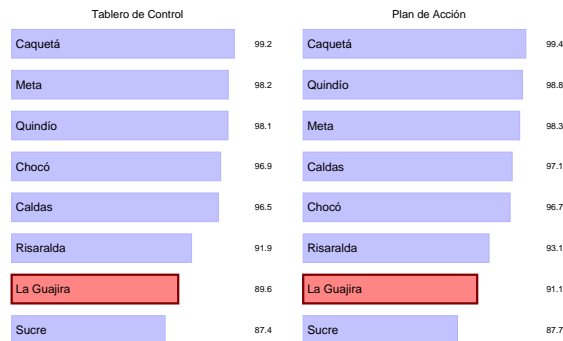 Tablero de Control
Caquetá 99.2
Meta 98.2
Quindío 98.1
Chocó 96.9
Caldas 96.5
Risaralda 91.9
La Guajira 89.6
Sucre 87.4
Plan de Acción
Caquetá 99.4
Quindío 98.8
Meta 98.3
Caldas 97.1
Chocó 96.7
Risaralda 93.1
La Guajira 91.1
Sucre 87.7